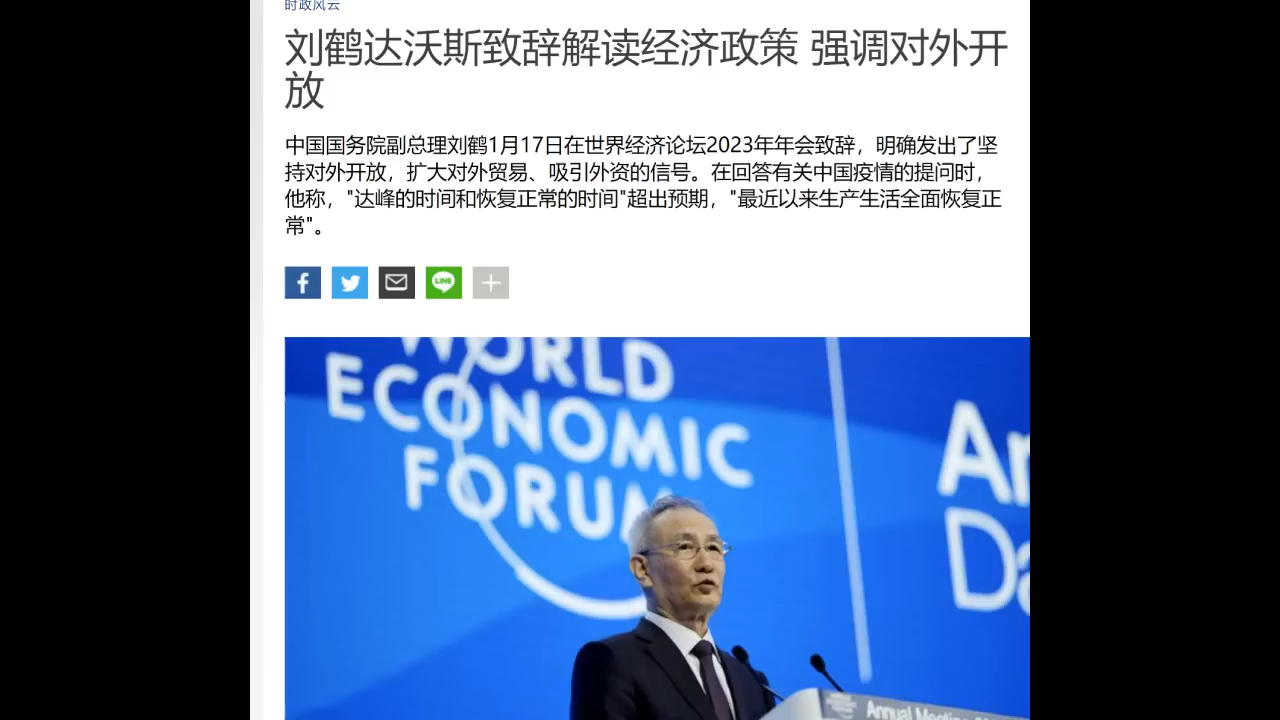 时政风云
刘鹤达沃斯致辞解读经济政策 强调对外开
放
中国国务院副总理刘鹤1月17日在世界经济论坛2023年年会致辞，明确发出了坚
持对外开放，扩大对外贸易、吸引外资的信号。在回答有关中国疫情的提问时，
他称，"达峰的时间和恢复正常的时间"超出预期，"最近以来生产生活全面恢复正
常"。
LINE
WORLD
ECONOMIC
FORUM
Annual Meeting